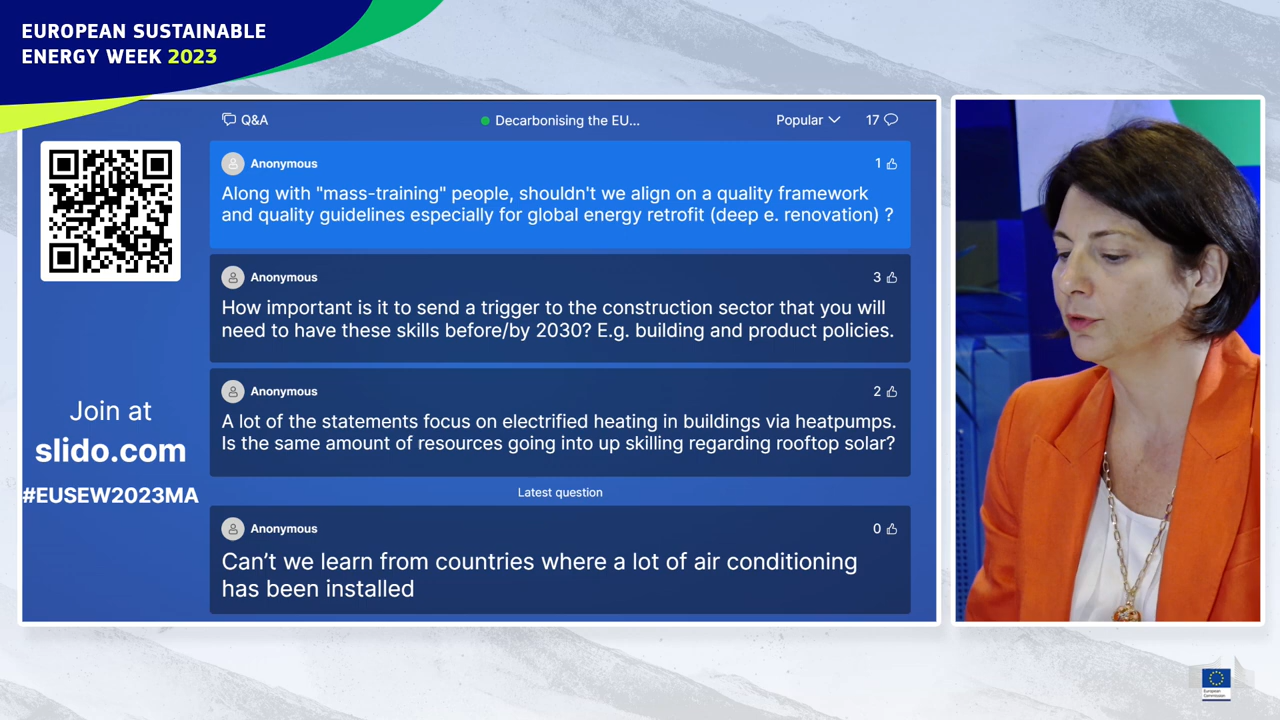 EUROPEAN SUSTAINABLE
ENERGY WEEK 2023
Q&A
Decarbonising the EU...
Popular
17
Anonymous
1
Along with "mass-training" people, shouldn't we align on a quality framework
and quality guidelines especially for global energy retrofit (deep e. renovation) ?
Anonymous
3
How important is it to send a trigger to the construction sector that you will
need to have these skills before/by 2030? E.g. building and product policies.
Anonymous
2
A lot of the statements focus on electrified heating in buildings via heatpumps.
Is the same amount of resources going into up skilling regarding rooftop solar?
Join at
slido.com
#EUSEW2023MA
Latest question
Anonymous
0
Can’t we learn from countries where a lot of air conditioning
has been installed
European
Commission